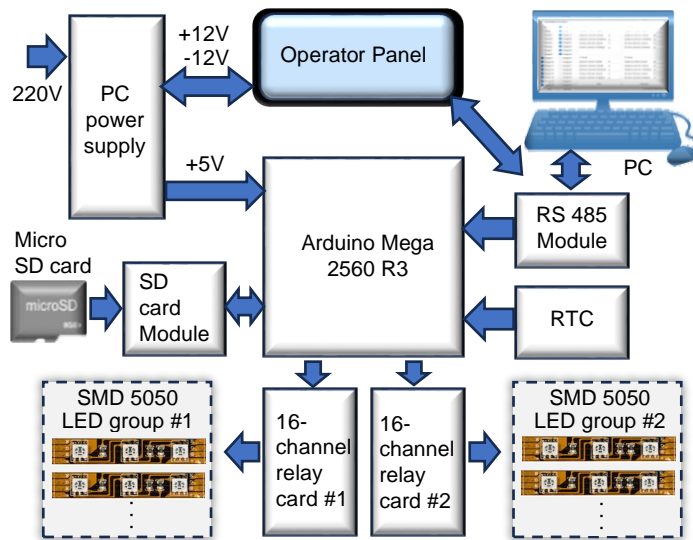 +12V
-12V
220V
PC
power
supply
Operator Panel
PC
+5V
Arduino Mega
2560 R3
RS 485
Module
Micro
SD card
microSD
SD
card
Module
RTC
SMD 5050
LED group #1
16-
channel
relay
card #1
16-
channel
relay
card #2
SMD 5050
LED group #2